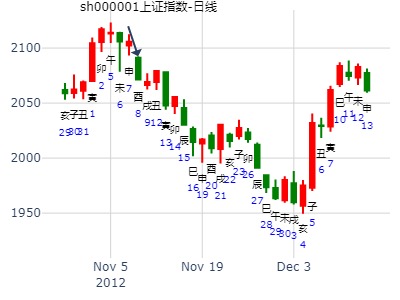 sh000001上证指数-日线
2100
2050
2000
1950
亥
29
子
30
丑
31
寅
1
卯
2
午
5
未
6
申
7
酉
8
戌
9
丑
12
寅
13
卯
14
辰
15
巳
16
申
19
酉
20
戌
21
亥
22
子
23
卯
26
辰
27
巳
28
午
29
未
30
戌
3
亥
4
子
5
丑
6
寅
7
巳
10
午
11
未
12
申
13
Nov 5
2012
Nov 19
Dec 3